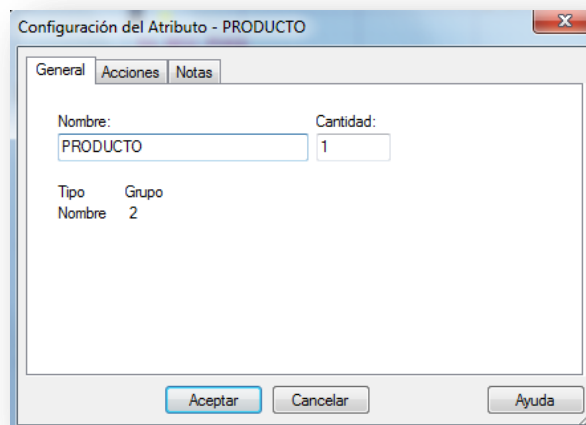 Configuración del Atributo - PRODUCTO
General Acciones Notas
Nombre: Cantidad:
PRODUCTO 1
Tipo Grupo
Nombre 2
Aceptar Cancelar Ayuda